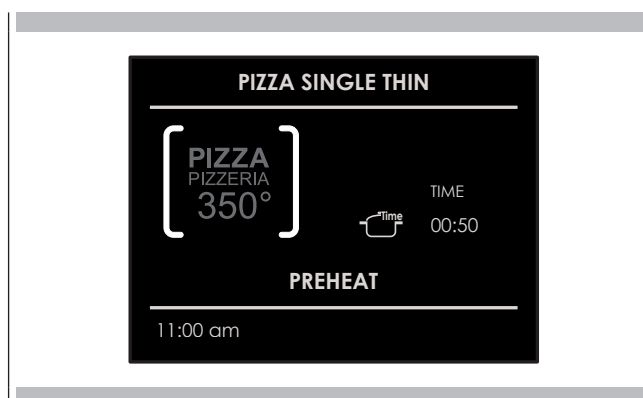 PIZZA SINGLE THIN
PIZZA
PIZZERIA
350°
TIME
Time
00:50
PREHEAT
11:00 am